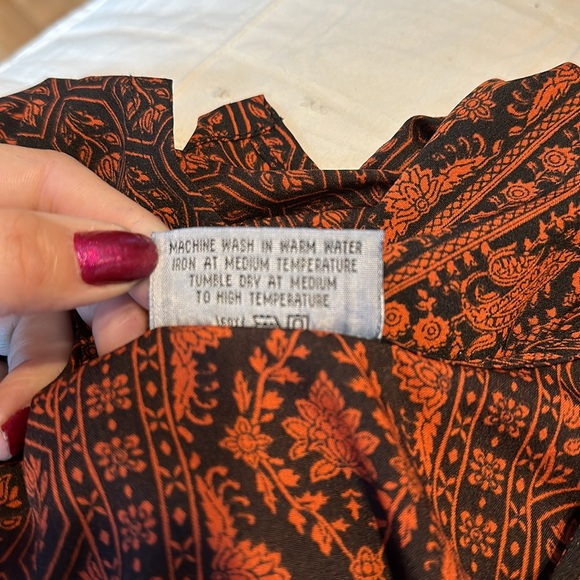 MACHINE WASH IN WARM WATER
IRON AT MEDIUM TEMPERATURE
TUMBLE DRY AT MEDIUM
TO HIGH TEMPERATURE